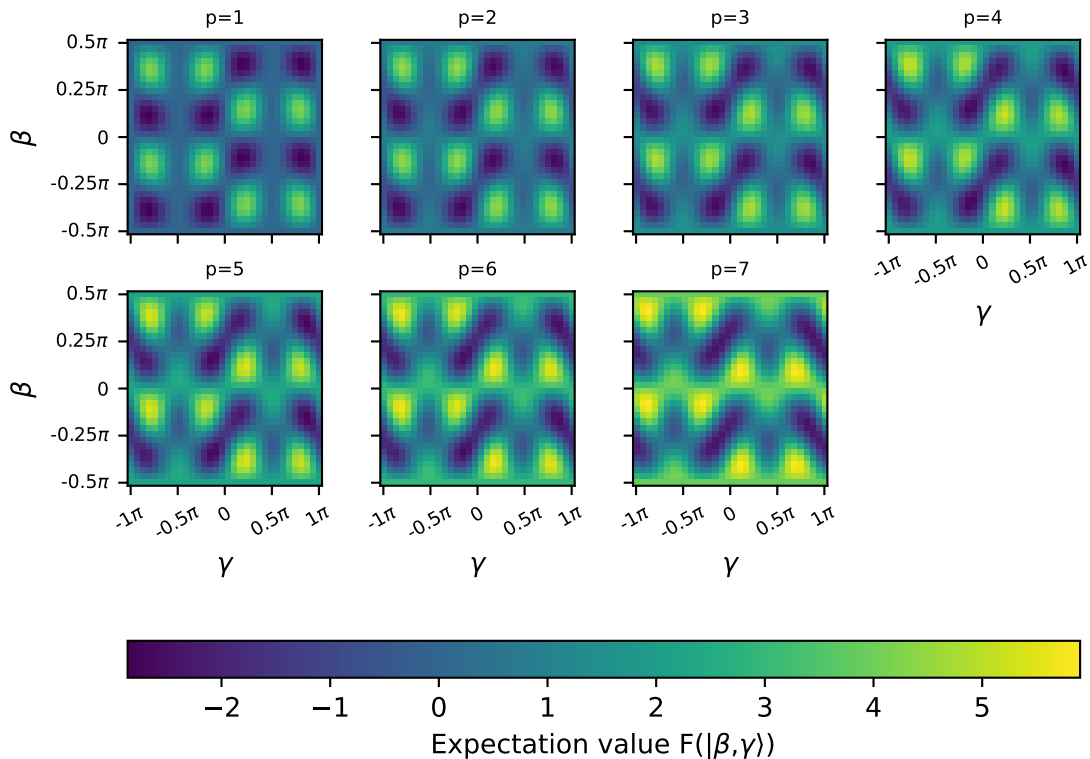 p=1 p=2 p=3 p=4
0.5π
0.25π
0
-0.25π
-0.5π
β
-1π -0.5π 0 0.5π 1π
γ
p=5 p=6 p=7
0.5π
0.25π
0
-0.25π
-0.5π
β
-1π -0.5π 0 0.5π 1π -1π -0.5π 0 0.5π 1π -1π -0.5π 0 0.5π 1π
γ γ γ
−2 −1 0 1 2 3 4 5
Expectation value F(|β,γ⟩)